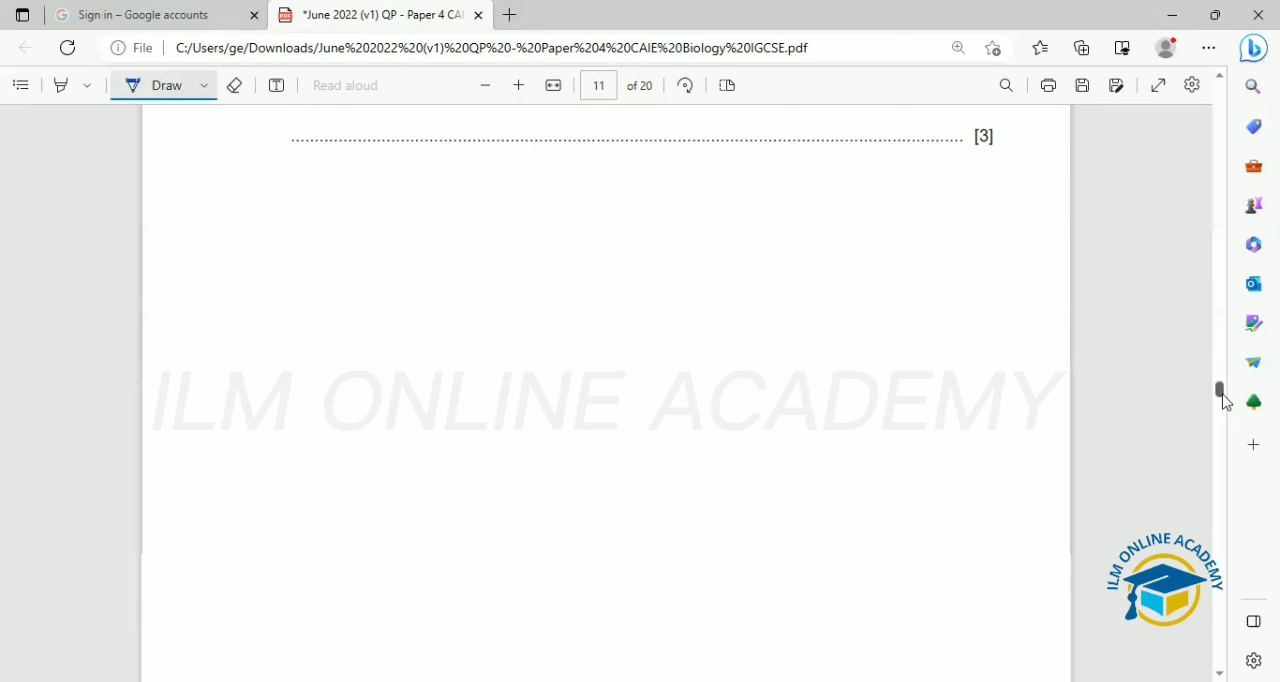 Sign in – Google accounts
*June 2022 (v1) QP - Paper 4 CAI
File
C:/Users/ge/Downloads/June%202022%20(v1)%20QP%20-%20Paper%204%20CAIE%20Biology%20IGCSE.pdf
Draw
Read aloud
11 of 20
[3]
ILM ONLINE ACADEMY
ILM ONLINE ACADEMY